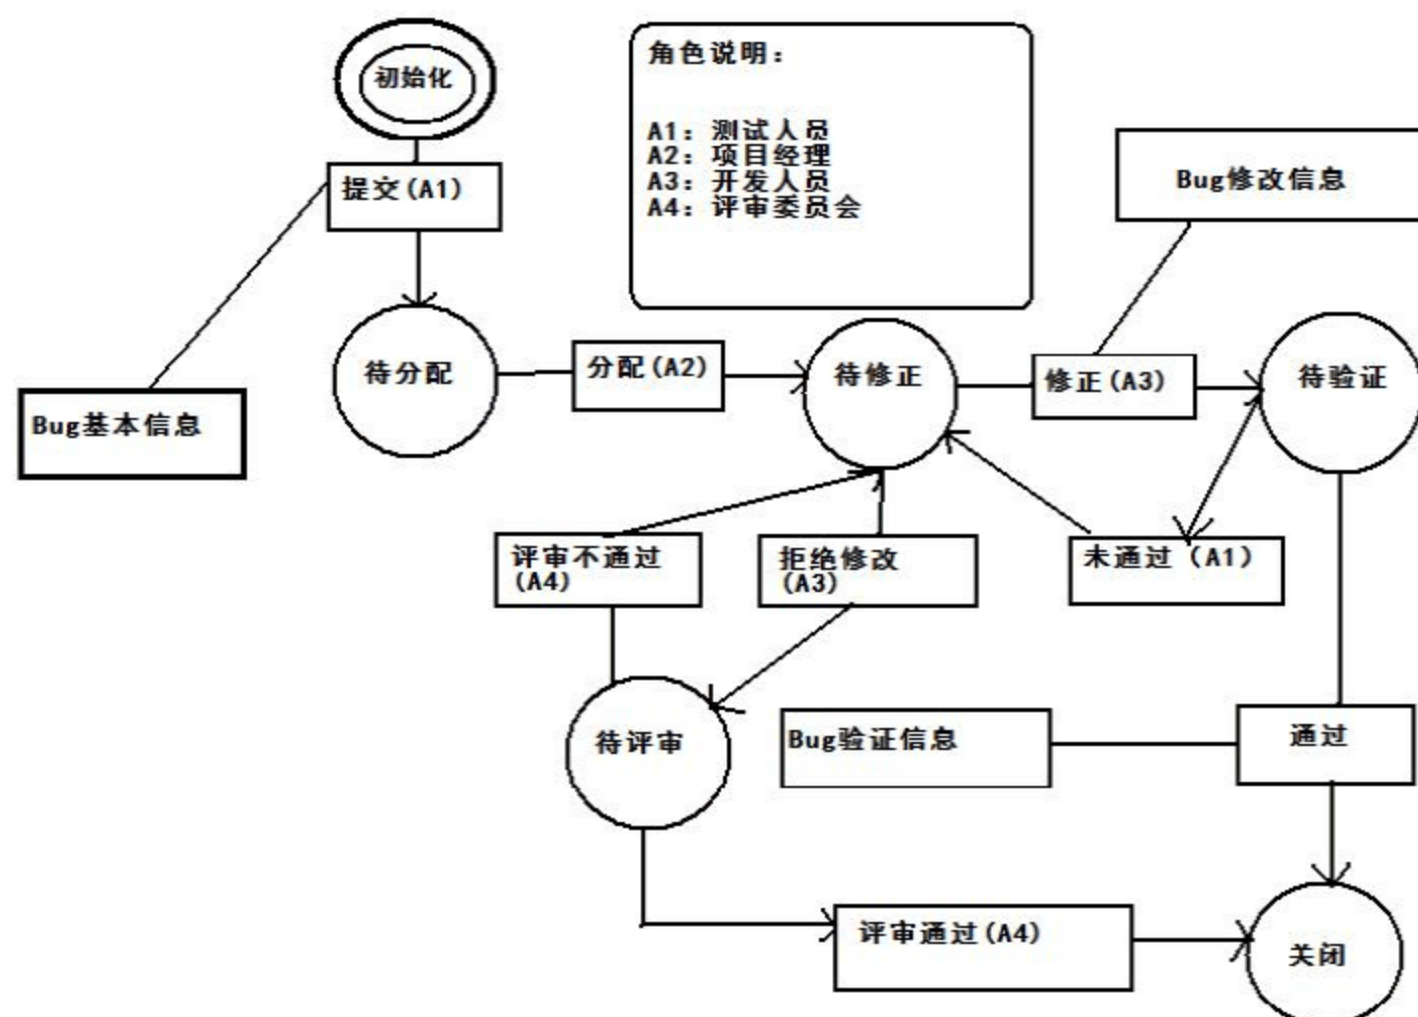 初始化
角色说明：
A1：测试人员
A2：项目经理
A3：开发人员
A4：评审委员会
提交(A1)
Bug修改信息
待分配
分配(A2)
待修正
修正(A3)
待验证
Bug基本信息
评审不通过
(A4)
拒绝修改
(A3)
未通过（A1）
待评审
Bug验证信息
通过
评审通过(A4)
关闭